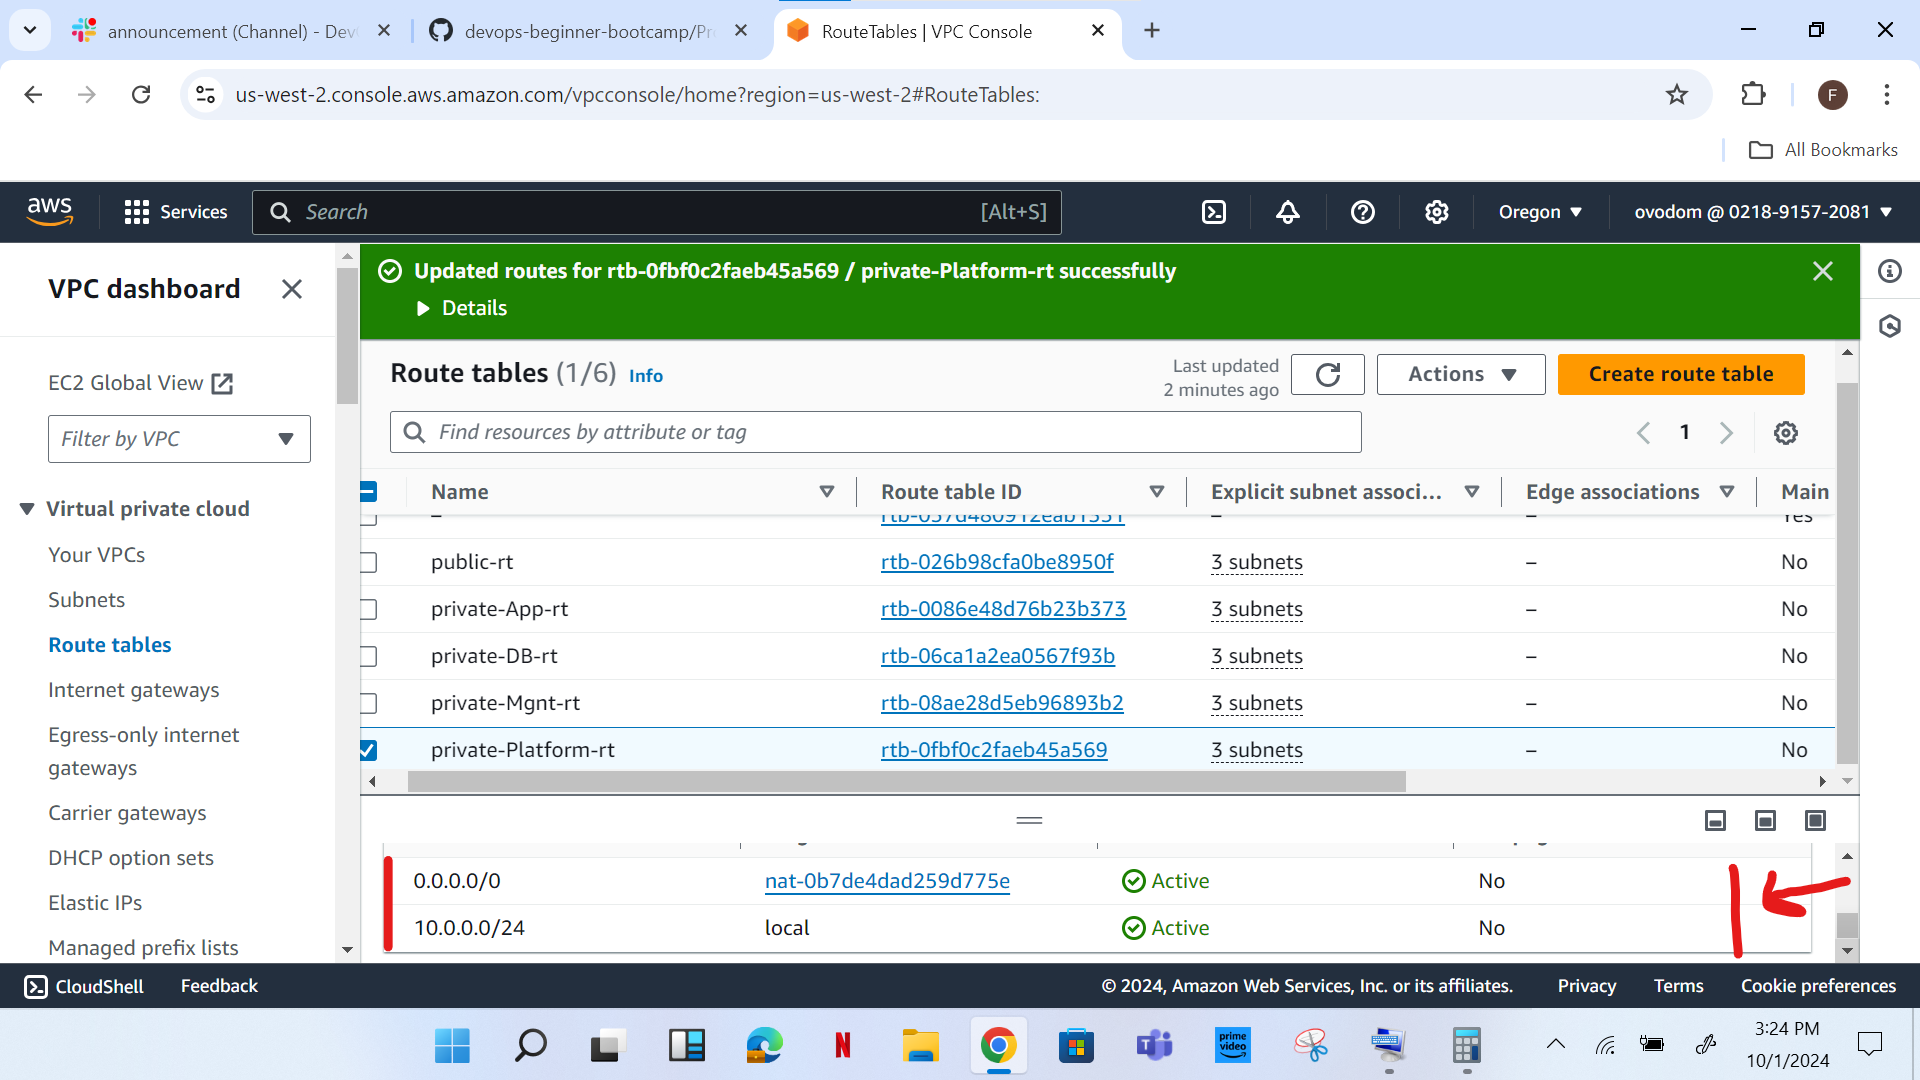 announcement (Channel) - Dev
devops-beginner-bootcamp/Pr
RouteTables | VPC Console
us-west-2.console.aws.amazon.com/vpcconsole/home?region=us-west-2#RouteTables:
F
All Bookmarks
aws
Services
Search
[Alt+S]
Oregon
ovodom @ 0218-9157-2081
VPC dashboard
EC2 Global View
Filter by VPC
Virtual private cloud
Your VPCs
Subnets
Route tables
Internet gateways
Egress-only internet
gateways
Carrier gateways
DHCP option sets
Elastic IPs
Managed prefix lists
Updated routes for rtb-0fbf0c2faeb45a569 / private-Platform-rt successfully
Details
Route tables (1/6) Info
Last updated
2 minutes ago
Actions
Create route table
Find resources by attribute or tag
1
Name Route table ID Explicit subnet associ... Edge associations Main
– rtb-057d480912eab1551 – – Yes
public-rt rtb-026b98cfa0be8950f 3 subnets – No
private-App-rt rtb-0086e48d76b23b373 3 subnets – No
private-DB-rt rtb-06ca1a2ea0567f93b 3 subnets – No
private-Mgnt-rt rtb-08ae28d5eb96893b2 3 subnets – No
private-Platform-rt rtb-0fbf0c2faeb45a569 3 subnets – No
0.0.0.0/0 nat-0b7de4dad259d775e Active No
10.0.0.0/24 local Active No
CloudShell Feedback © 2024, Amazon Web Services, Inc. or its affiliates. Privacy Terms Cookie preferences
N
T
prime
video
3:24 PM
10/1/2024